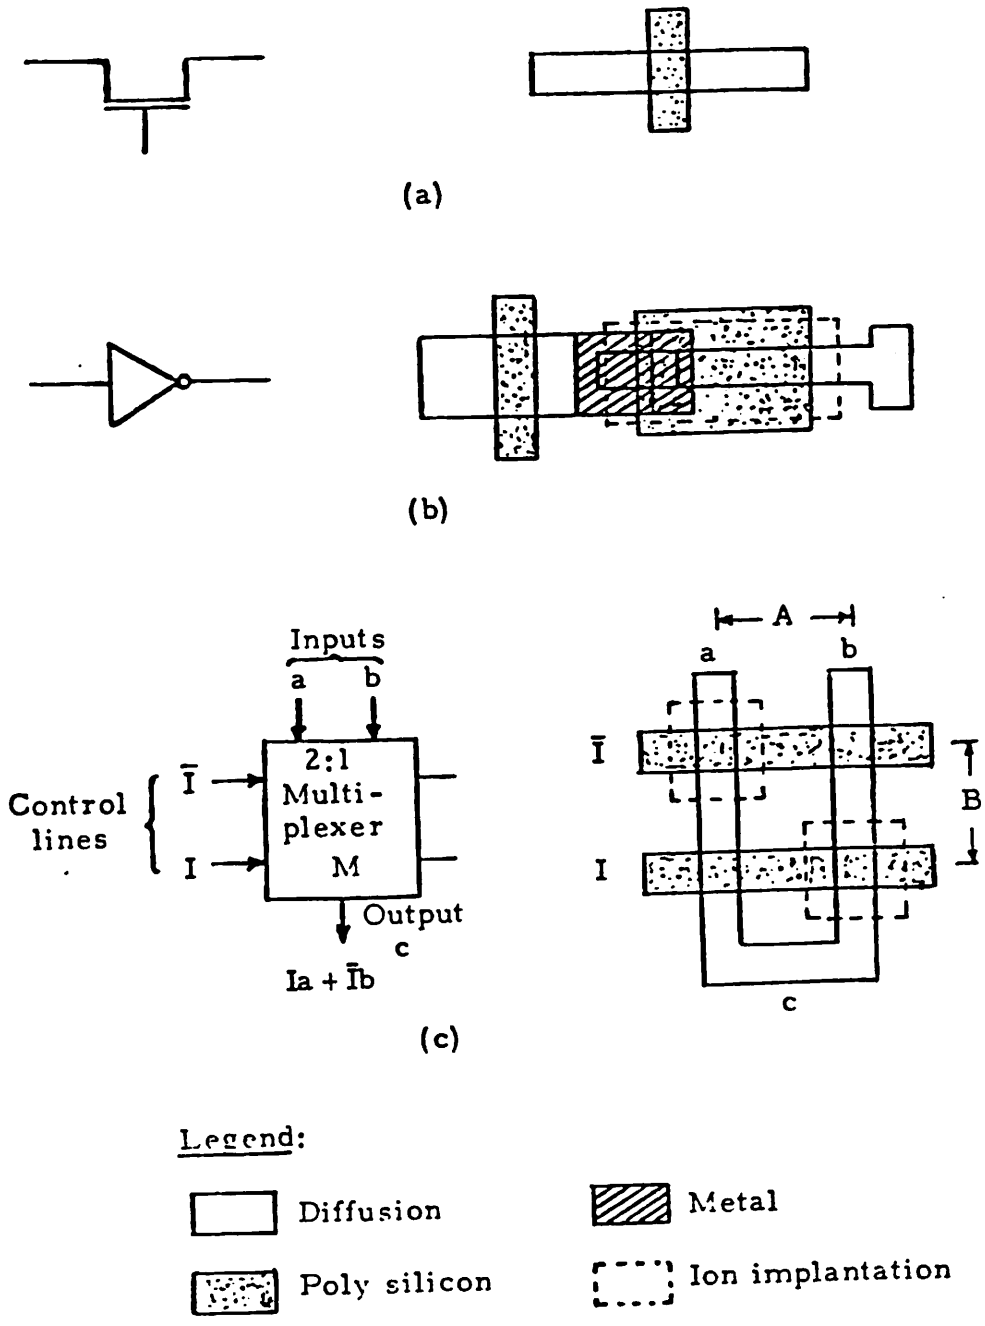 (a)
(b)
Inputs
a b
Ī
I
Control
lines
2:1
Multi-
plexer
M
Output
c
Ia + Īb
A
a b
Ī
I
B
c
(c)
Legend:
Diffusion
Metal
Poly silicon
Ion implantation